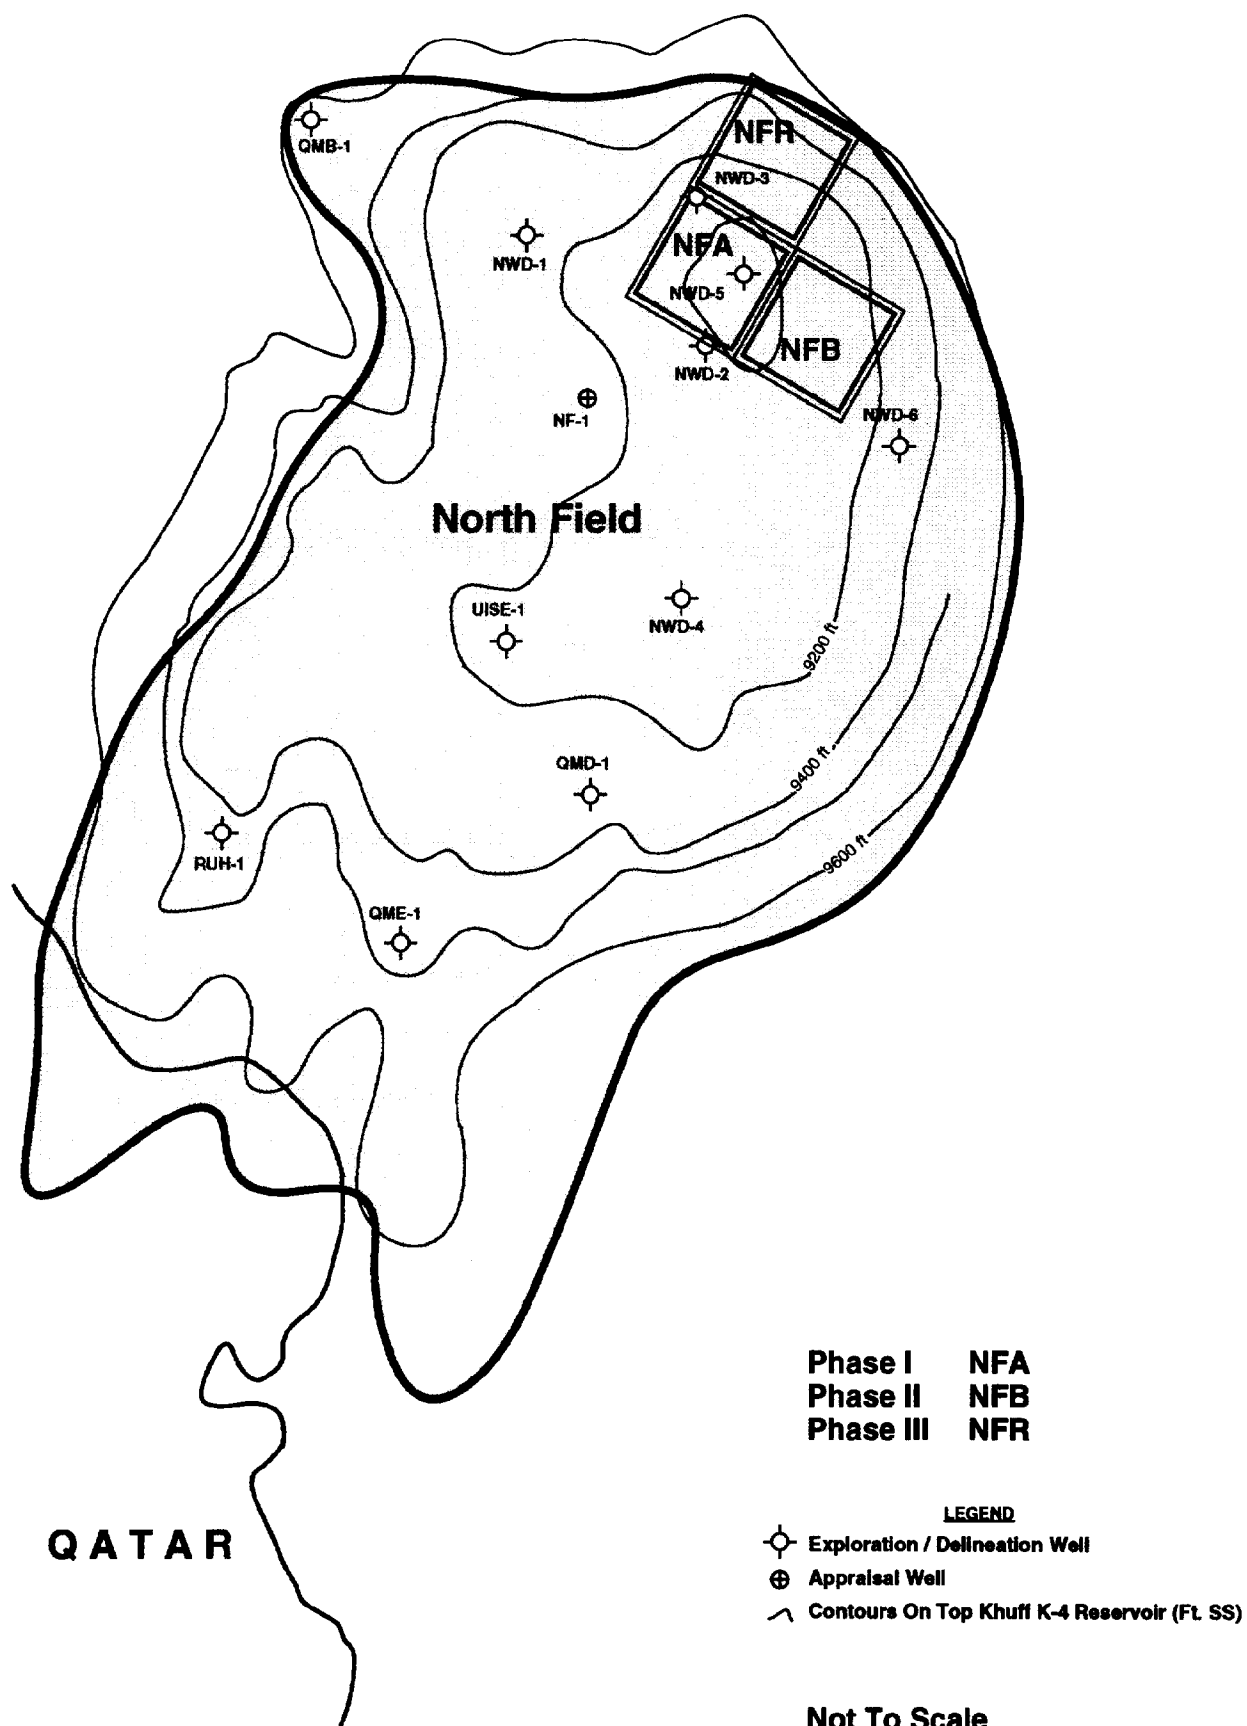 NFR
QMB-1
NWD-3
NFA
NWD-1
NWD-5
NFB
NWD-2
NWD-6
NF-1
North Field
UISE-1
NWD-4
9200 ft
QMD-1
9400 ft
RUH-1
9600 ft
QME-1
Phase I NFA
Phase II NFB
Phase III NFR
LEGEND
QATAR
Exploration / Delineation Well
Appraisal Well
Contours On Top Khuff K-4 Reservoir (Ft. SS)
Not To Scale